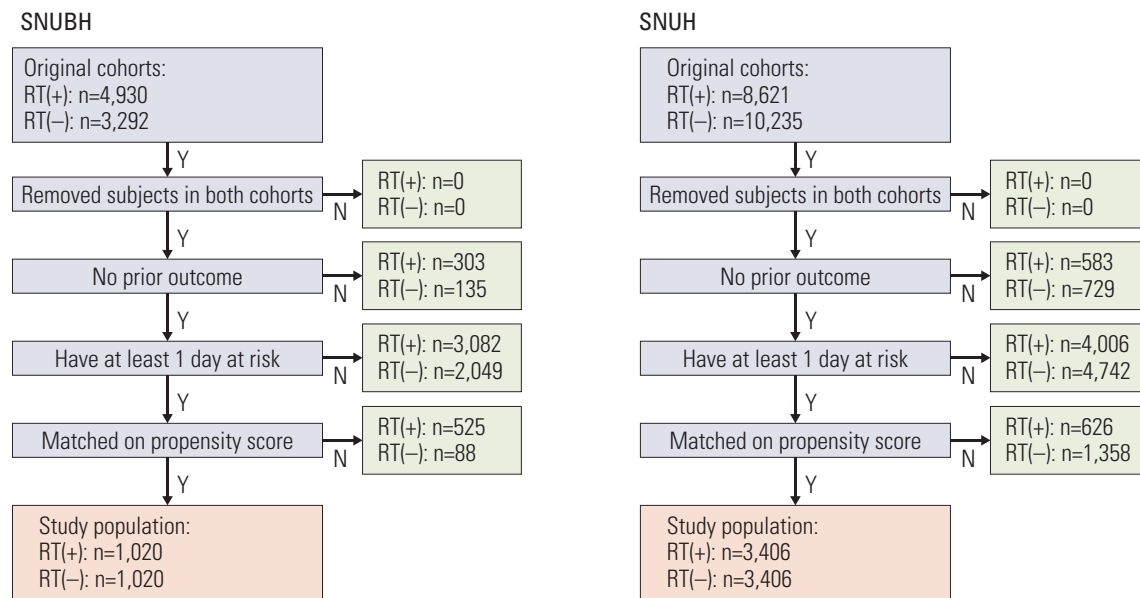 SNUBH
Original cohorts:
RT(+): n=4,930
RT(–): n=3,292
Y
Removed subjects in both cohorts
N
RT(+): n=0
RT(–): n=0
Y
No prior outcome
N
RT(+): n=303
RT(–): n=135
Y
Have at least 1 day at risk
N
RT(+): n=3,082
RT(–): n=2,049
Y
Matched on propensity score
N
RT(+): n=525
RT(–): n=88
Y
Study population:
RT(+): n=1,020
RT(–): n=1,020
SNUH
Original cohorts:
RT(+): n=8,621
RT(–): n=10,235
Y
Removed subjects in both cohorts
N
RT(+): n=0
RT(–): n=0
Y
No prior outcome
N
RT(+): n=583
RT(–): n=729
Y
Have at least 1 day at risk
N
RT(+): n=4,006
RT(–): n=4,742
Y
Matched on propensity score
N
RT(+): n=626
RT(–): n=1,358
Y
Study population:
RT(+): n=3,406
RT(–): n=3,406